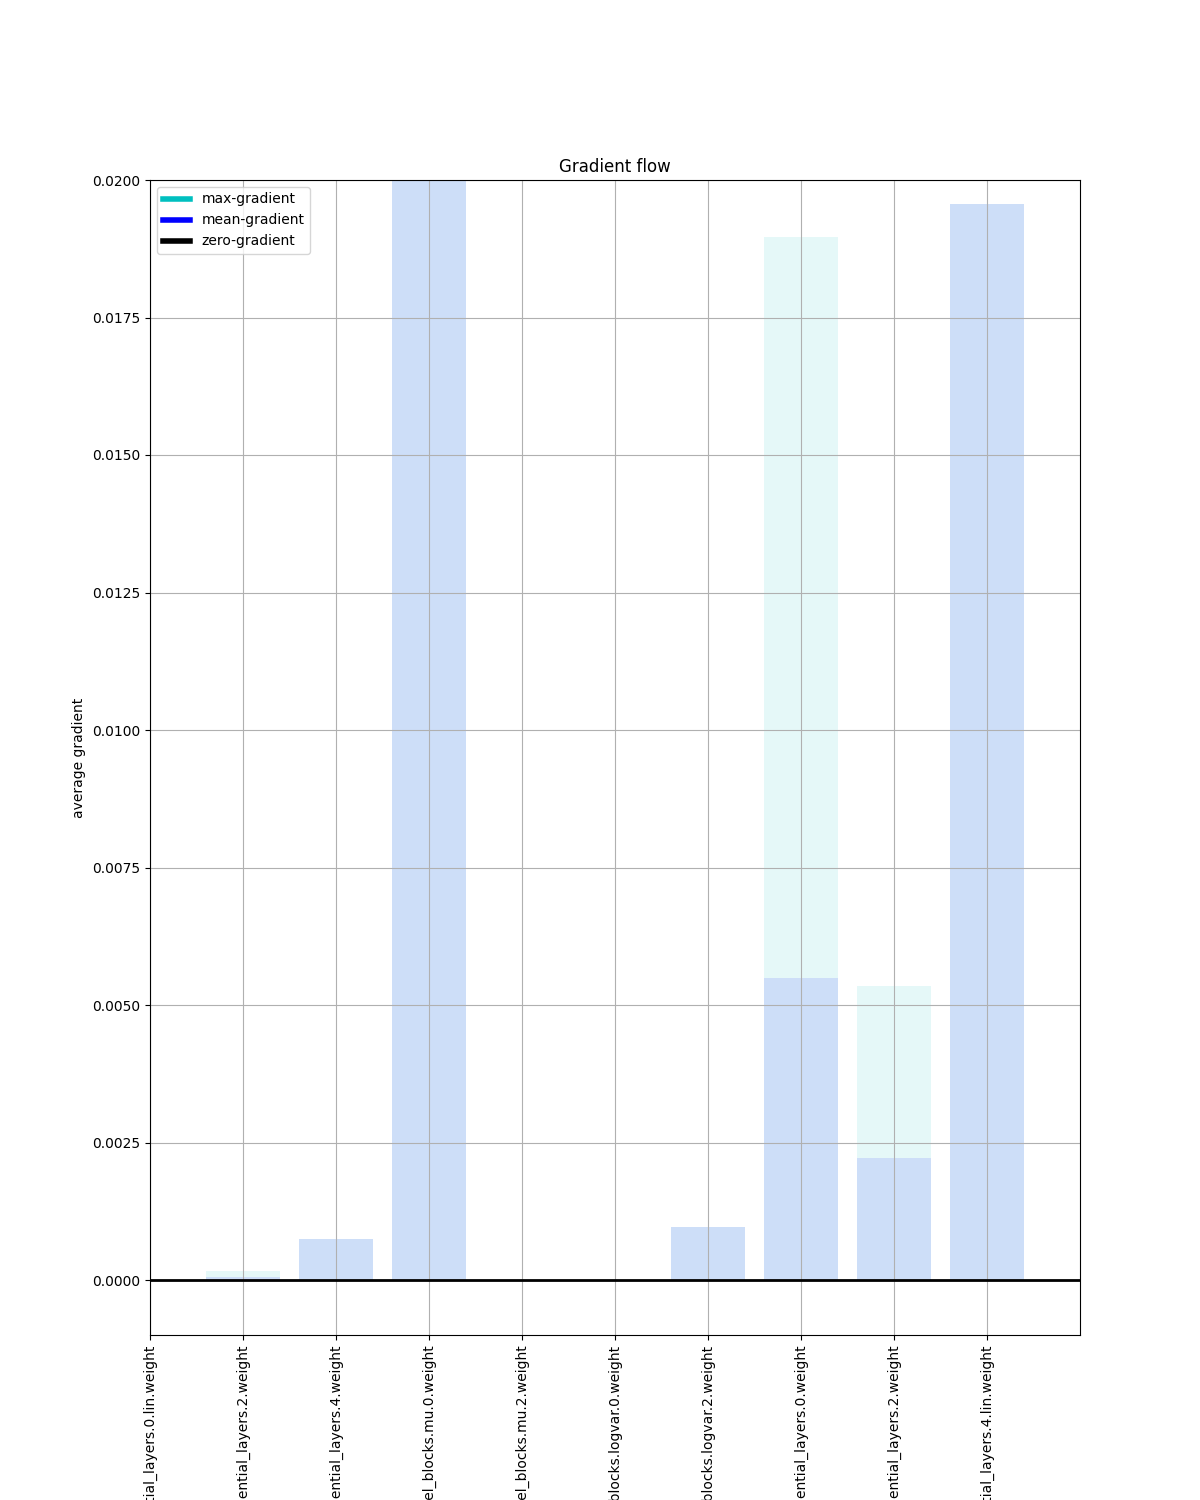 Gradient flow
max-gradient
mean-gradient
zero-gradient
0.0200
0.0175
0.0150
0.0125
0.0100
0.0075
0.0050
0.0025
0.0000
average gradient
tial_layers.0.lin.weight
ential_layers.2.weight
ential_layers.4.weight
el_blocks.mu.0.weight
el_blocks.mu.2.weight
blocks.logvar.0.weight
blocks.logvar.2.weight
ential_layers.0.weight
ential_layers.2.weight
tial_layers.4.lin.weight